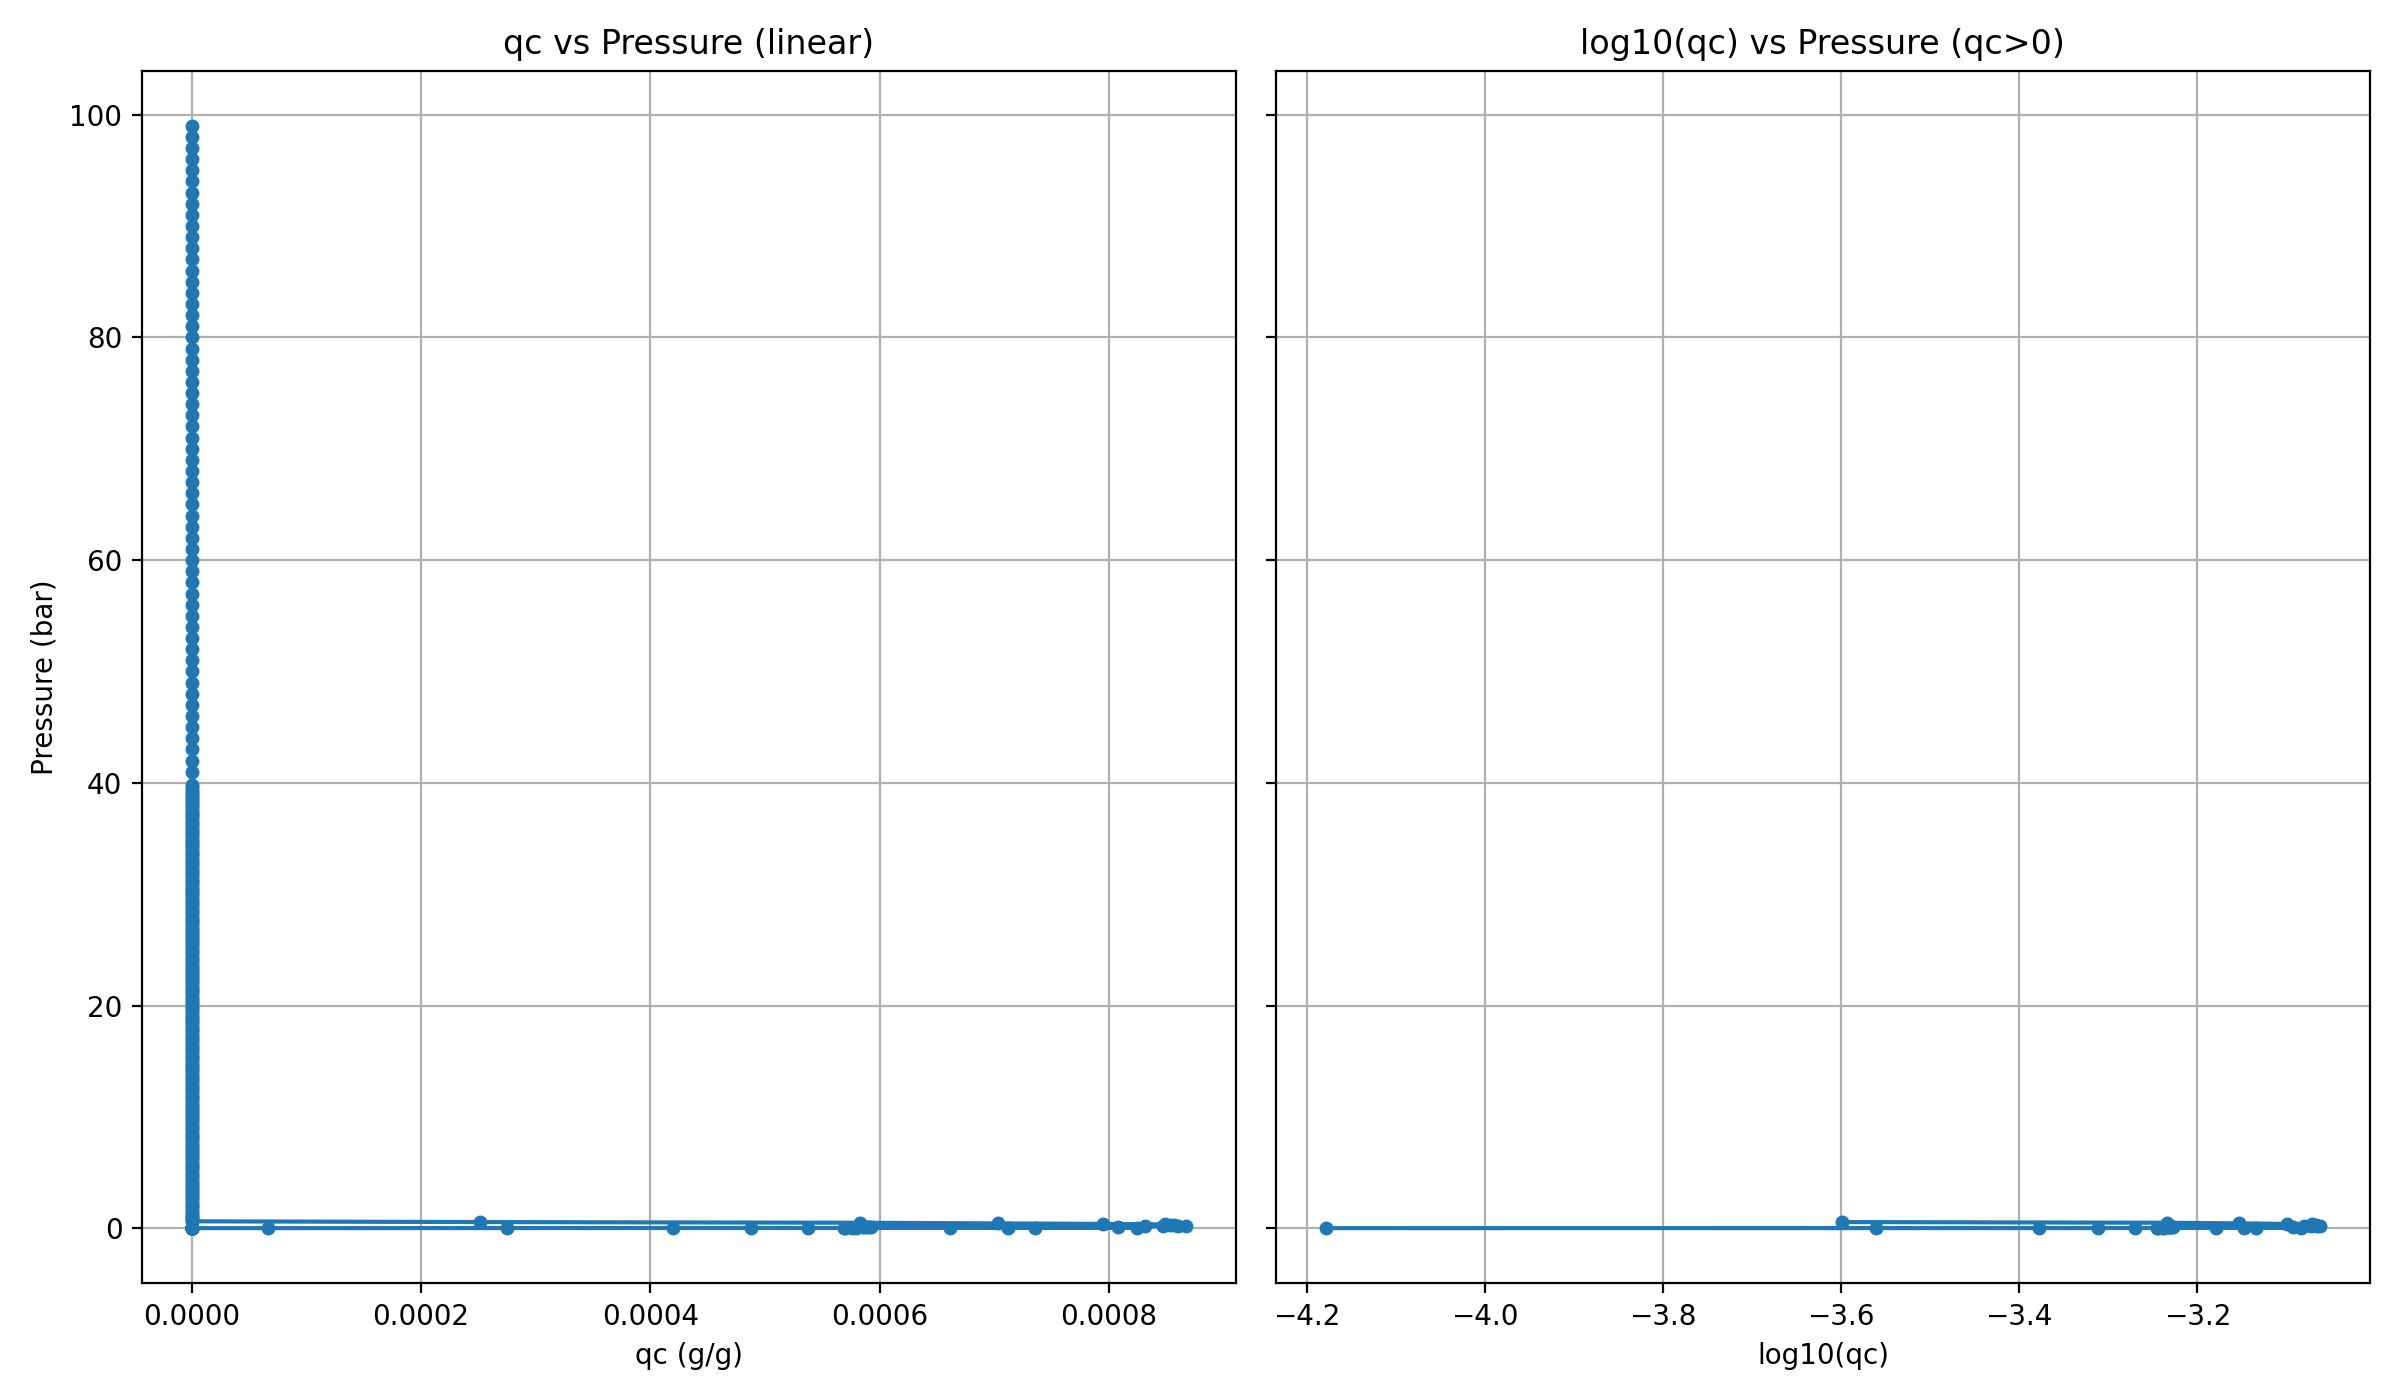 qc vs Pressure (linear)
100
80
60
40
20
0
Pressure (bar)
0.0000 0.0002 0.0004 0.0006 0.0008
qc (g/g)
log10(qc) vs Pressure (qc>0)
−4.2 −4.0 −3.8 −3.6 −3.4 −3.2
log10(qc)